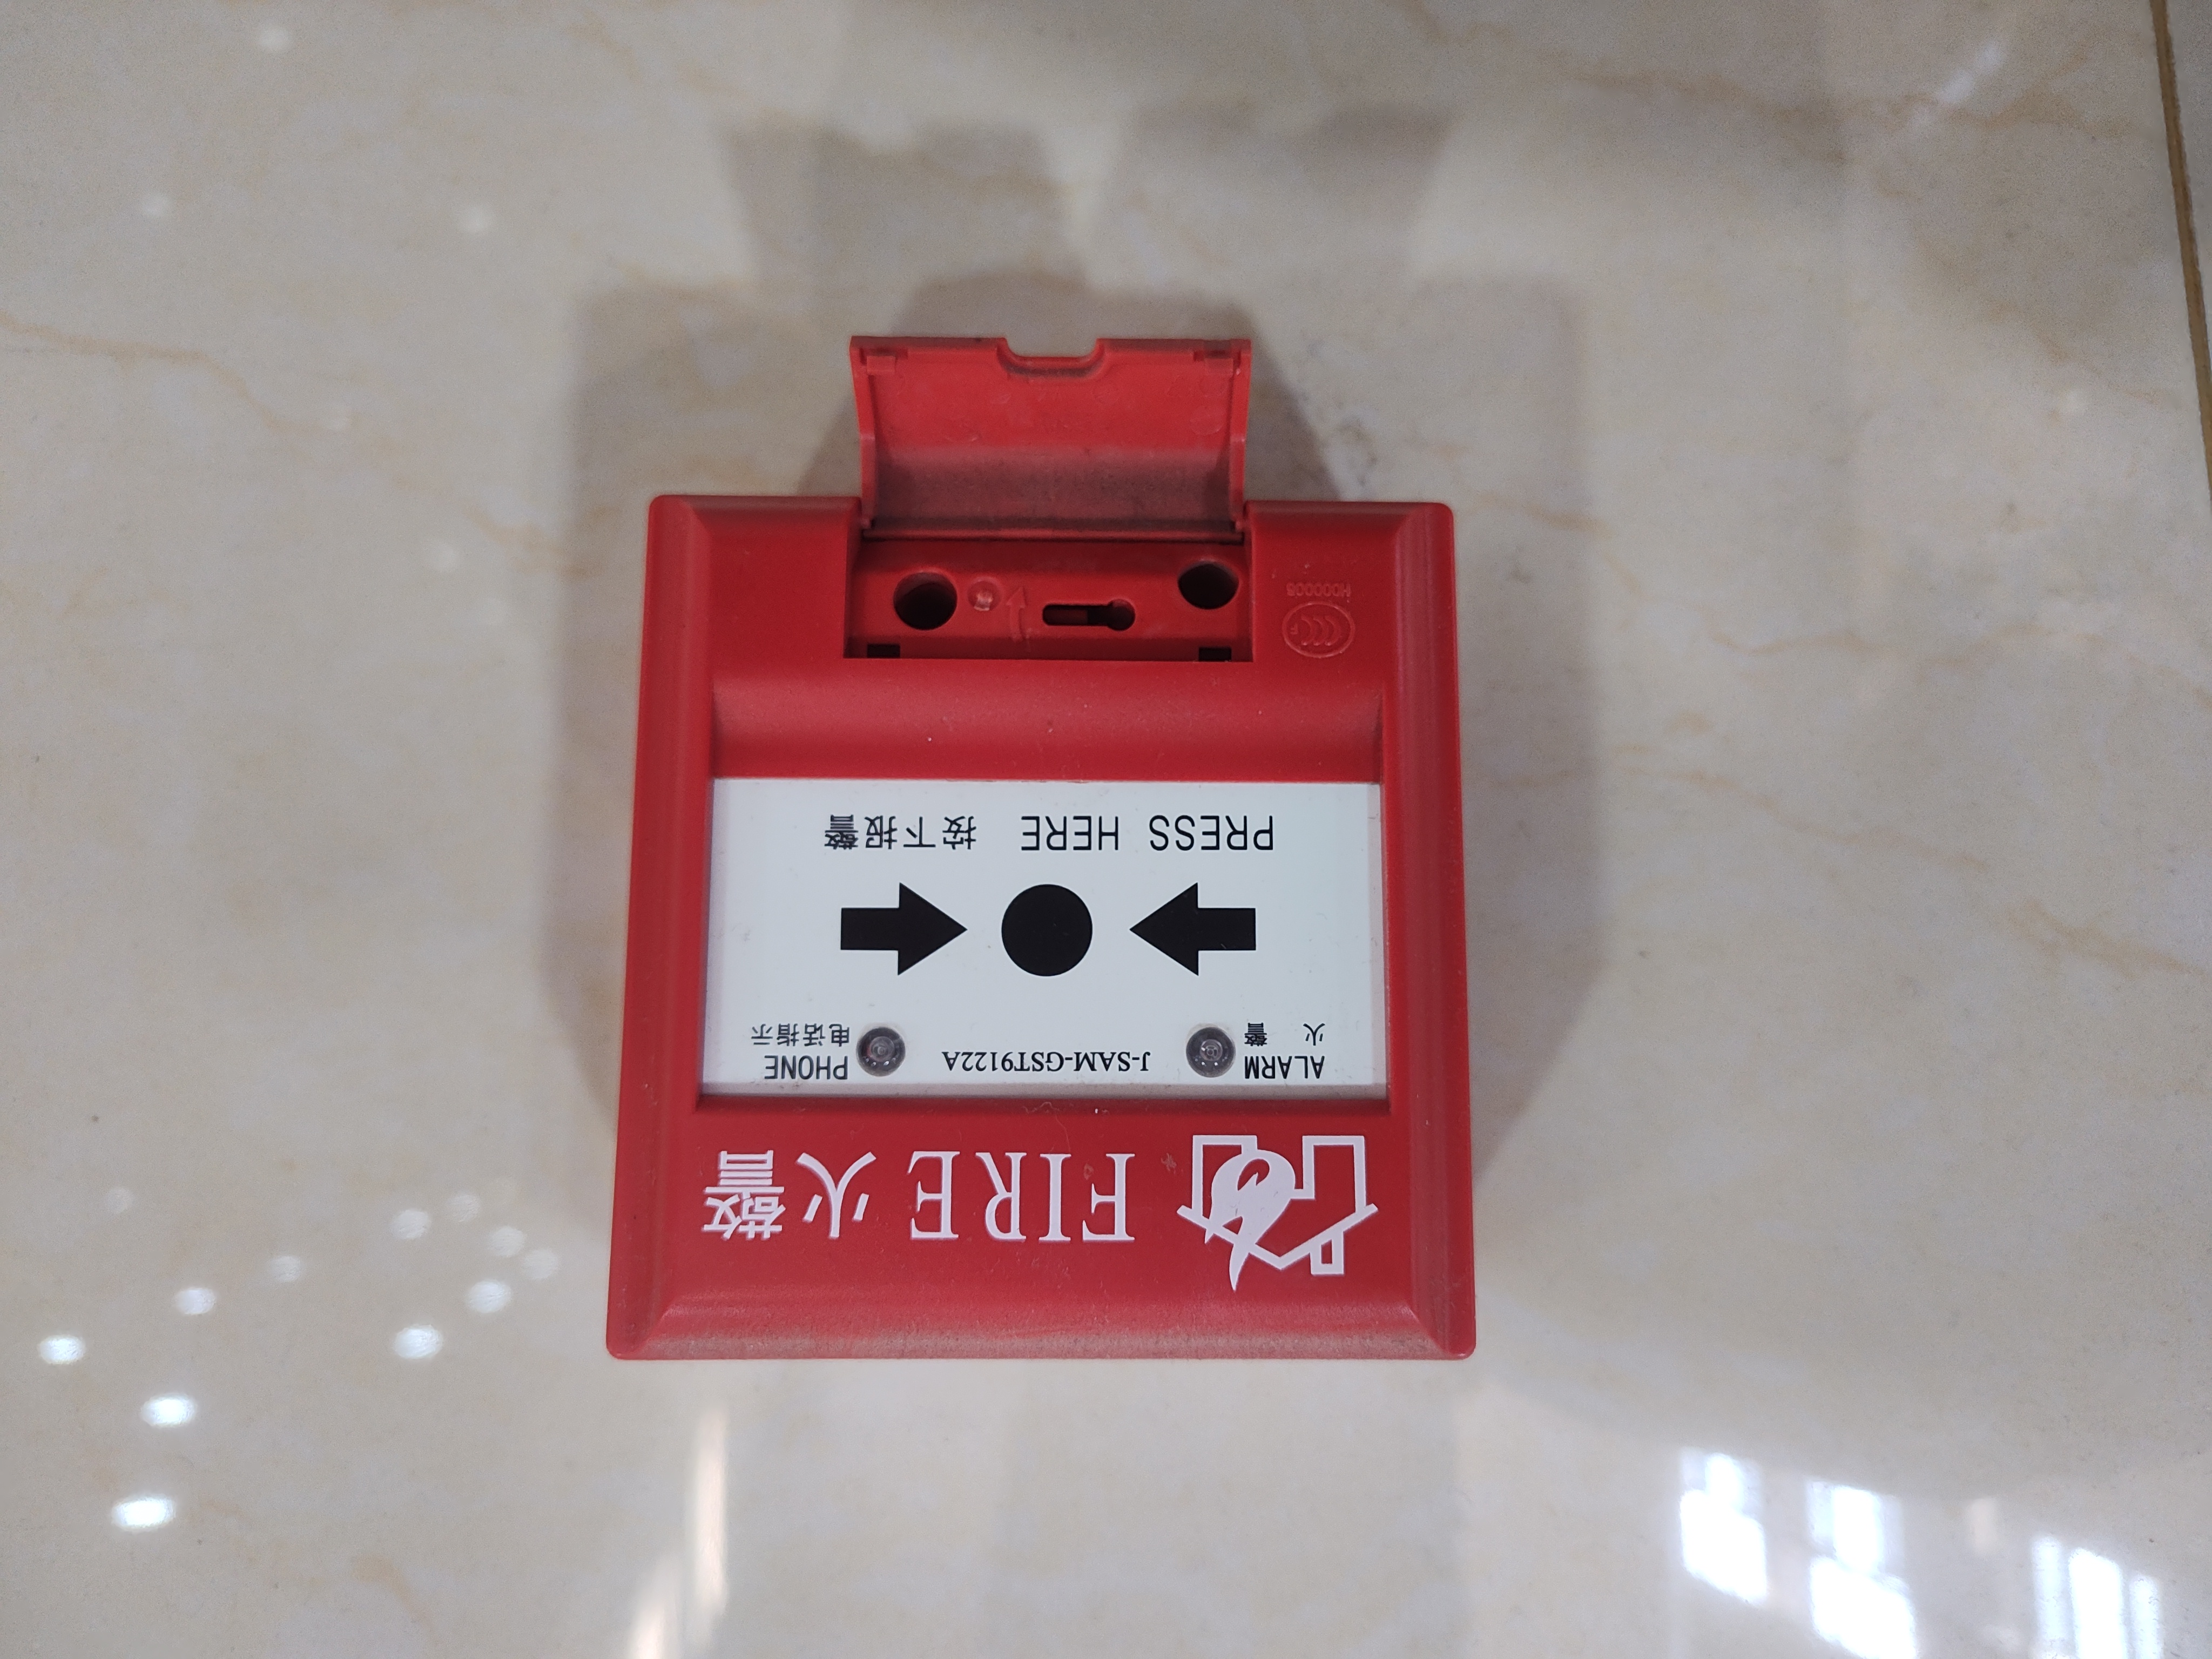 FIRE 火警
ALARM
火 警
J-SAM-GST9122A
PHONE
电话指示
PRESS HERE 按下报警
CCC
F